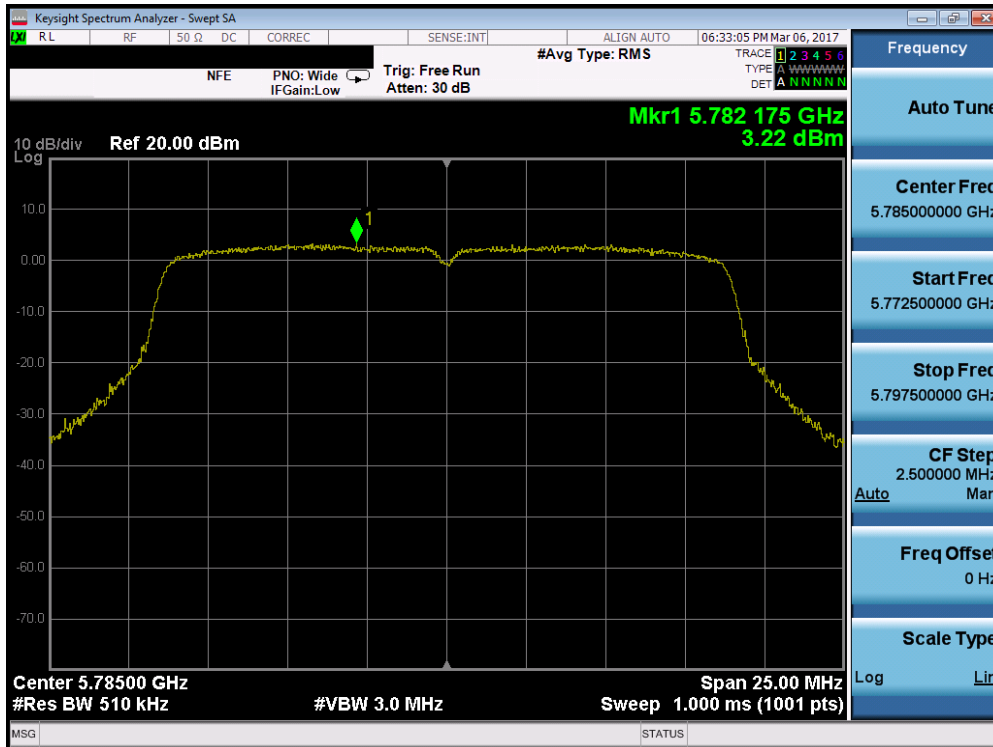 Keysight Spectrum Analyzer - Swept SA
LXI RL RF 50 Ω DC CORREC SENSE:INT ALIGN AUTO 06:33:05 PM Mar 06, 2017
NFE PNO: Wide Trig: Free Run #Avg Type: RMS TRACE 1 2 3 4 5 6
IFGain:Low Atten: 30 dB TYPE A WWWWW
DET A N N N N N
Mkr1 5.782 175 GHz
3.22 dBm
10 dB/div Ref 20.00 dBm
Log
1
10.0
0.00
-10.0
-20.0
-30.0
-40.0
-50.0
-60.0
-70.0
Center 5.78500 GHz Span 25.00 MHz
#Res BW 510 kHz #VBW 3.0 MHz Sweep 1.000 ms (1001 pts)
MSG STATUS
Frequency
Auto Tune
Center Freq
5.785000000 GHz
Start Freq
5.772500000 GHz
Stop Freq
5.797500000 GHz
CF Step
2.500000 MHz
Auto Man
Freq Offset
0 Hz
Scale Type
Log Lin